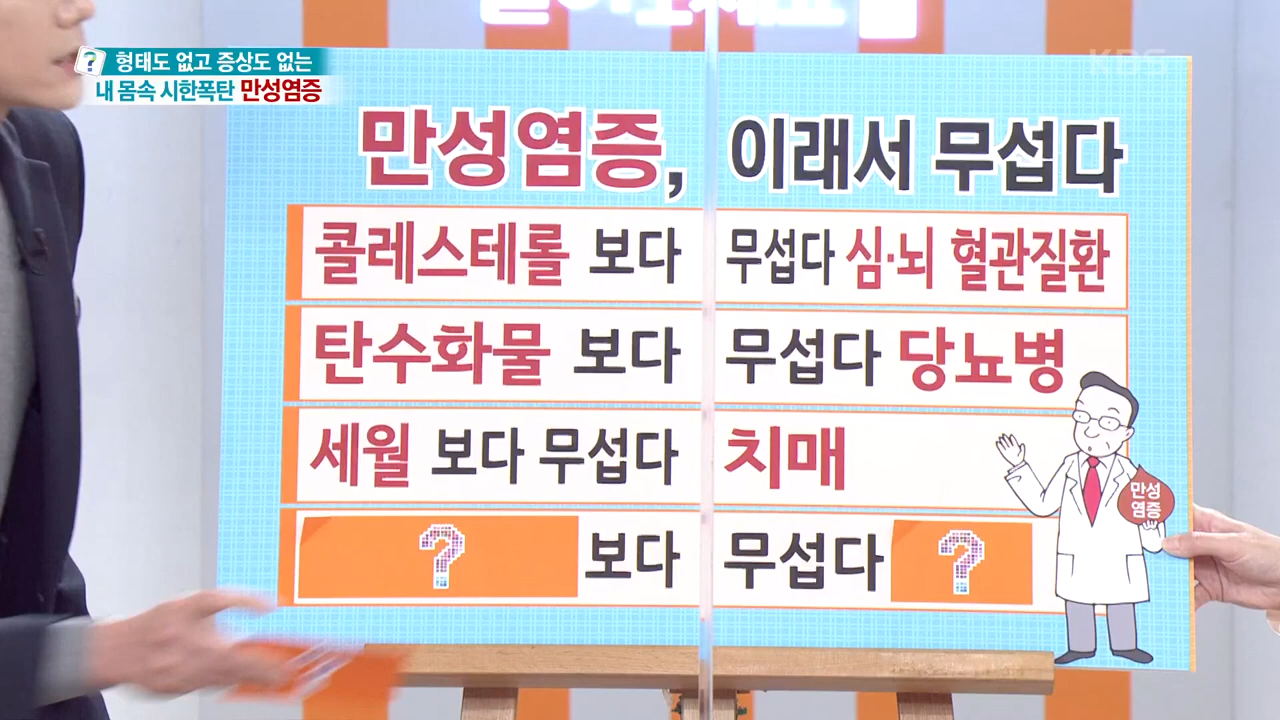 ? 형태도 없고 증상도 없는
내 몸속 시한폭탄 만성염증
KBS
만성염증, 이래서 무섭다
콜레스테롤 보다 무섭다 심·뇌 혈관질환
탄수화물 보다 무섭다 당뇨병
세월 보다 무섭다 치매
? 보다 무섭다 ?
만성
염증